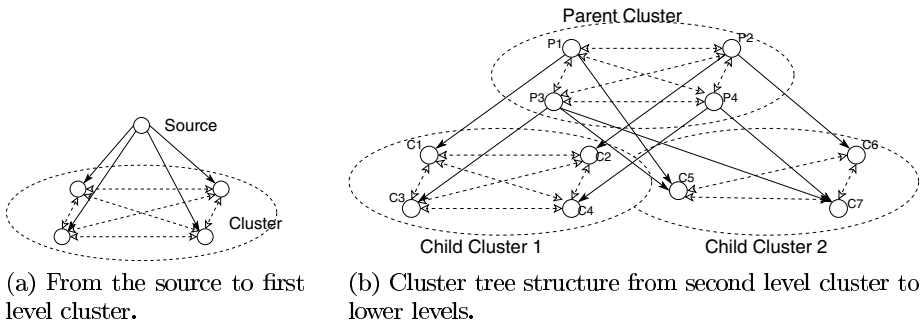 Source
Cluster
(a) From the source to first
level cluster.
Parent Cluster
P1
P2
P3
P4
C1
C2
C6
C3
C4
C5
C7
Child Cluster 1
Child Cluster 2
(b) Cluster tree structure from second level cluster to
lower levels.